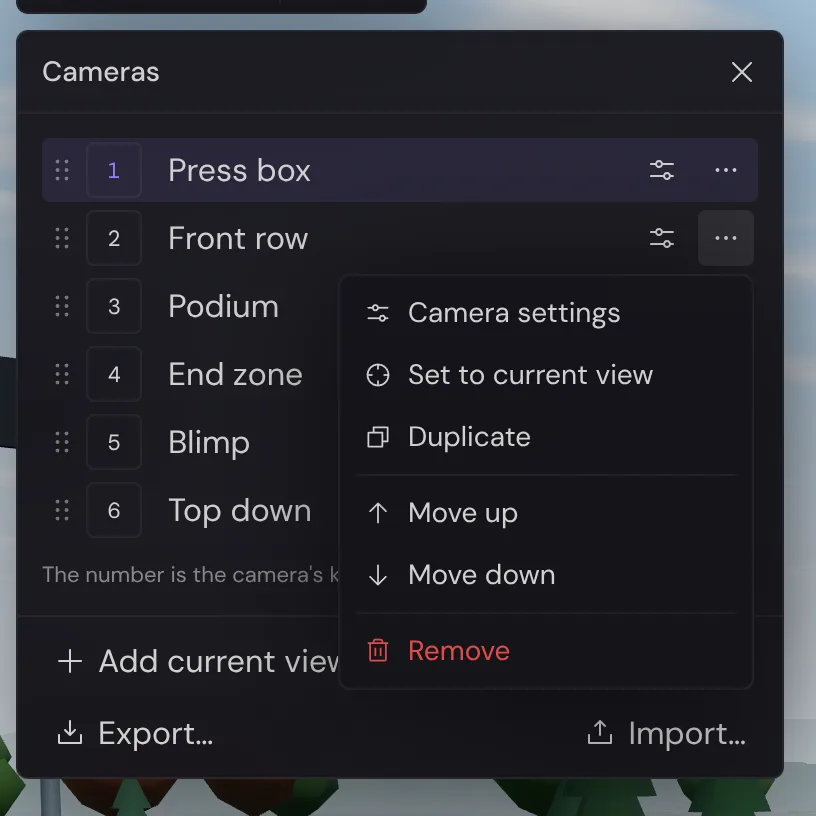 Cameras
1 Press box
2 Front row
3 Podium
4 End zone
5 Blimp
6 Top down
The number is the camera's
Add current view
Export...
Import...
Camera settings
Set to current view
Duplicate
Move up
Move down
Remove